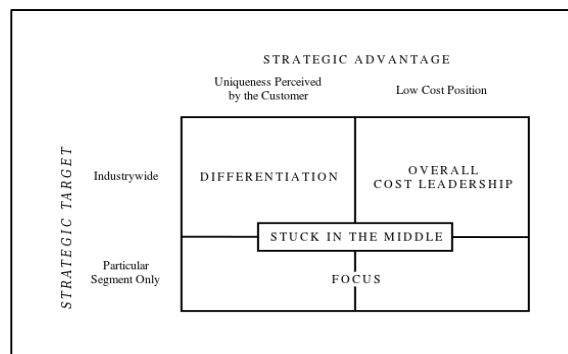 STRATEGIC ADVANTAGE
Uniqueness Perceived
by the Customer
Low Cost Position
STRATEGIC TARGET
Industrywide
DIFFERENTIATION
OVERALL
COST LEADERSHIP
STUCK IN THE MIDDLE
Particular
Segment Only
FOCUS